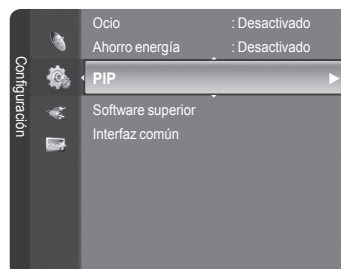 Configuración
Ocio : Desactivado
Ahorro energía : Desactivado
PIP
Software superior
Interfaz común